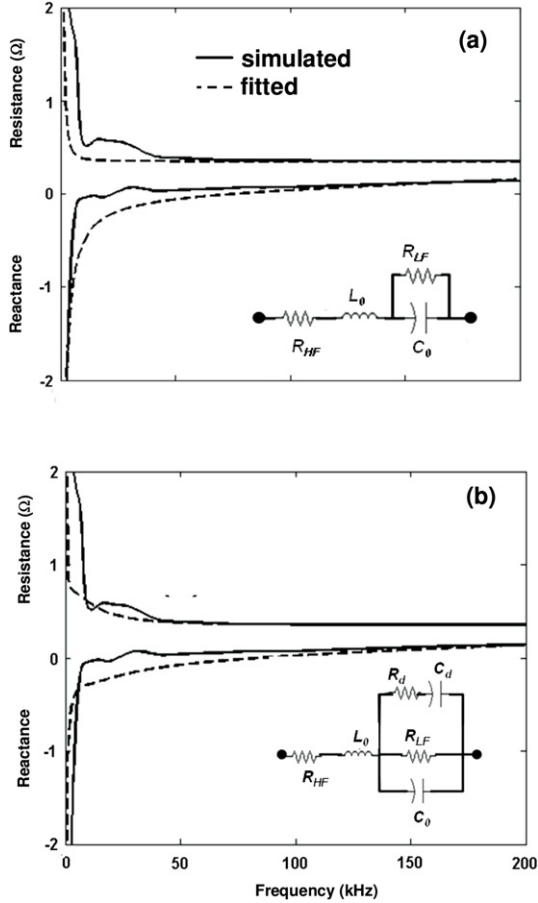 (a)
simulated
fitted
Resistance (Ω)
Reactance
2
1
0
-1
-2
R_LF
L_0
R_HF
C_0
(b)
Resistance (Ω)
Reactance
2
1
0
-1
-2
R_d
C_d
L_0
R_LF
R_HF
C_0
0 50 100 150 200
Frequency (kHz)